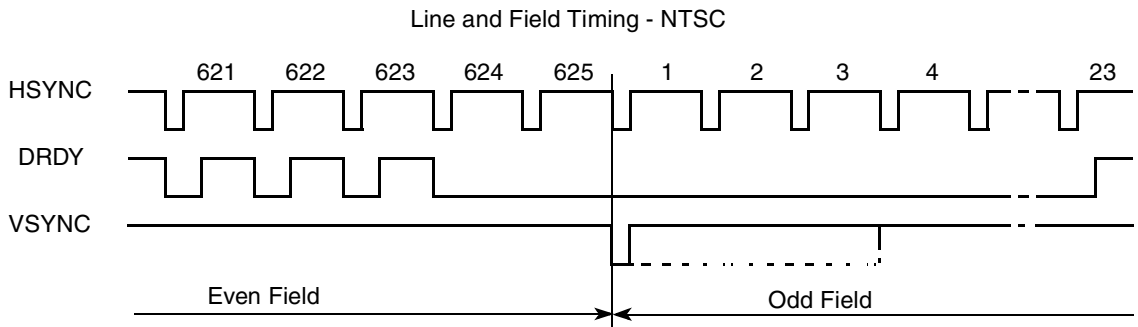 Line and Field Timing - NTSC
621 622 623 624 625 1 2 3 4 23
HSYNC
DRDY
VSYNC
Even Field Odd Field